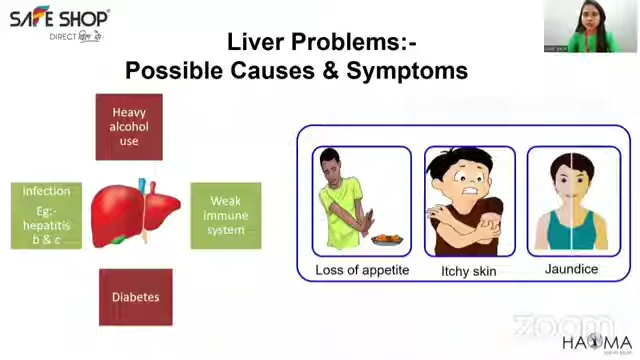 SAFE SHOP
DIRECT दिल से
Liver Problems:-
Possible Causes & Symptoms
Heavy
alcohol
use
Infection
Eg:-
hepatitis
b & c
Weak
immune
system
Diabetes
Loss of appetite
Itchy skin
Jaundice
zoom
HAOMA